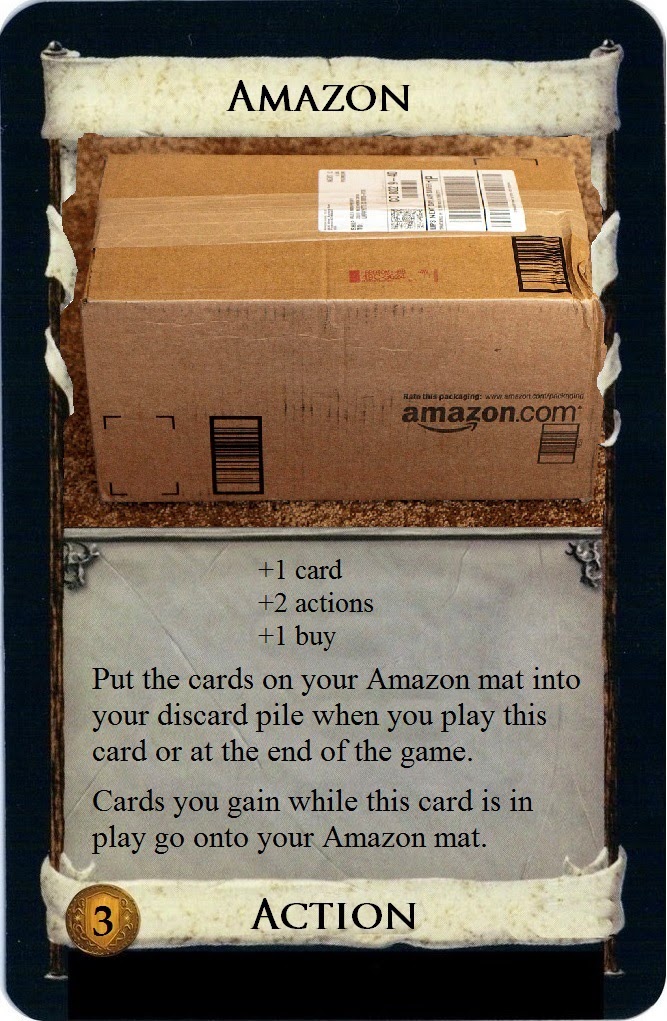 AMAZON
Rate this packaging: www.amazon.com/packaging
amazon.com
+1 card
+2 actions
+1 buy
Put the cards on your Amazon mat into
your discard pile when you play this
card or at the end of the game.
Cards you gain while this card is in
play go onto your Amazon mat.
3
ACTION